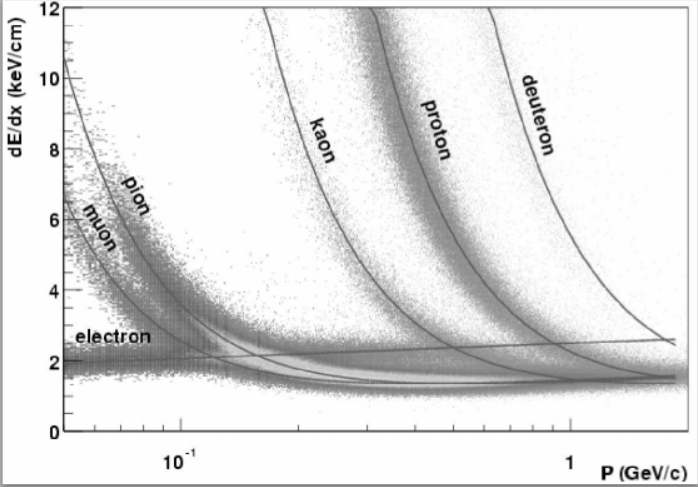 dE/dx (keV/cm)
12
10
8
6
4
2
0
pion
muon
electron
kaon
proton
deuteron
10⁻¹
1
P (GeV/c)